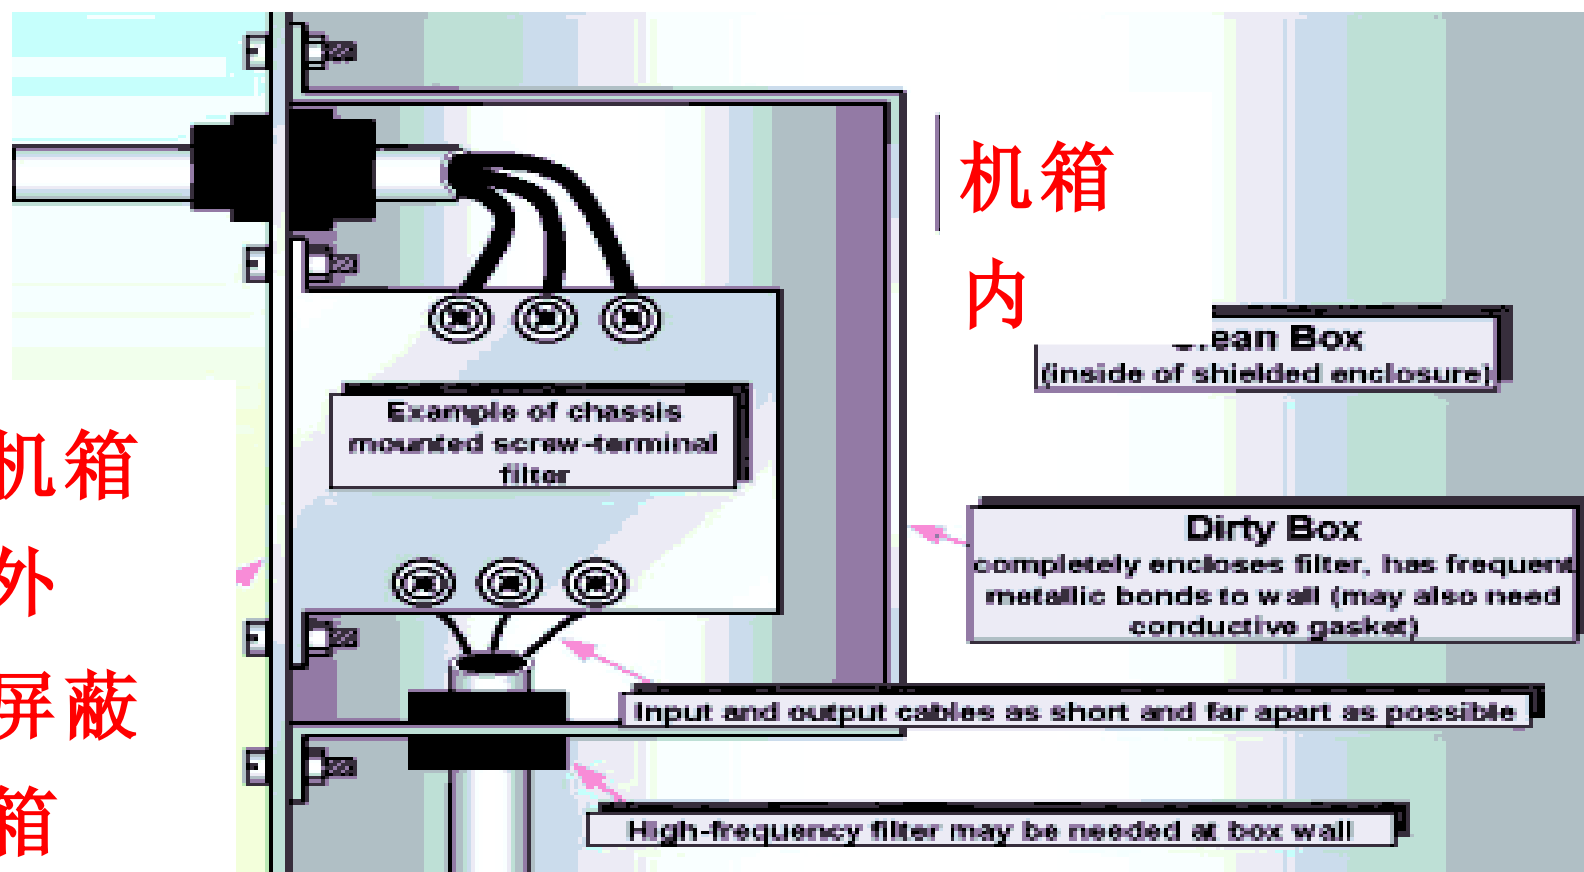 机箱
内
Box
(inside of shielded enclosure)
Example of chassis
mounted screw-terminal
filter
机箱
外
屏蔽
箱
Dirty Box
completely encloses filter, has frequent
metallic bonds to wall (may also need
conductive gasket)
Input and output cables as short and far apart as possible
High-frequency filter may be needed at box wall